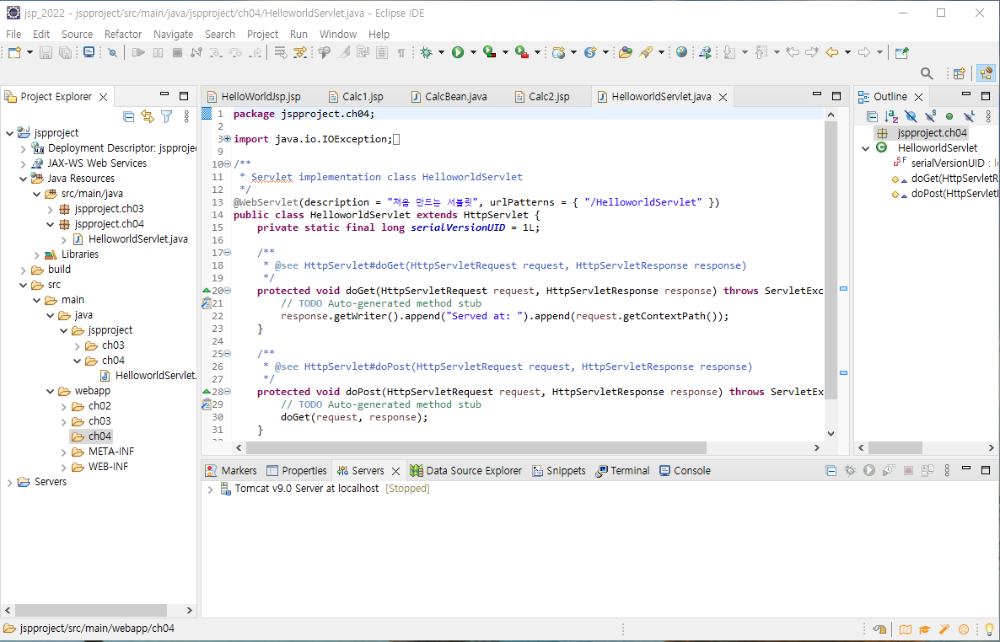 jsp_2022 - jspproject/src/main/java/jspproject/ch04/HelloworldServlet.java - Eclipse IDE
File Edit Source Refactor Navigate Search Project Run Window Help
Project Explorer
jspproject
Deployment Descriptor: jspproje
JAX-WS Web Services
Java Resources
src/main/java
jspproject.ch03
jspproject.ch04
HelloworldServlet.java
Libraries
build
src
main
java
jspproject
ch03
ch04
HelloworldServlet.
webapp
ch02
ch03
ch04
META-INF
WEB-INF
Servers
HelloWorldJsp.jsp Calc1.jsp CalcBean.java Calc2.jsp HelloworldServlet.java
1 package jspproject.ch04;
2
3 import java.io.IOException;
9
10 /**
11 * Servlet implementation class HelloworldServlet
12 */
13 @WebServlet(description = "처음 만드는 서블릿", urlPatterns = { "/HelloworldServlet" })
14 public class HelloworldServlet extends HttpServlet {
15 private static final long serialVersionUID = 1L;
16
17 /**
18 * @see HttpServlet#doGet(HttpServletRequest request, HttpServletResponse response)
19 */
20 protected void doGet(HttpServletRequest request, HttpServletResponse response) throws ServletExc
21 // TODO Auto-generated method stub
22 response.getWriter().append("Served at: ").append(request.getContextPath());
23 }
24
25 /**
26 * @see HttpServlet#doPost(HttpServletRequest request, HttpServletResponse response)
27 */
28 protected void doPost(HttpServletRequest request, HttpServletResponse response) throws ServletEx
29 // TODO Auto-generated method stub
30 doGet(request, response);
31 }
Outline
jspproject.ch04
HelloworldServlet
serialVersionUID : lo
doGet(HttpServletR
doPost(HttpServletI
Markers Properties Servers Data Source Explorer Snippets Terminal Console
Tomcat v9.0 Server at localhost [Stopped]
jspproject/src/main/webapp/ch04